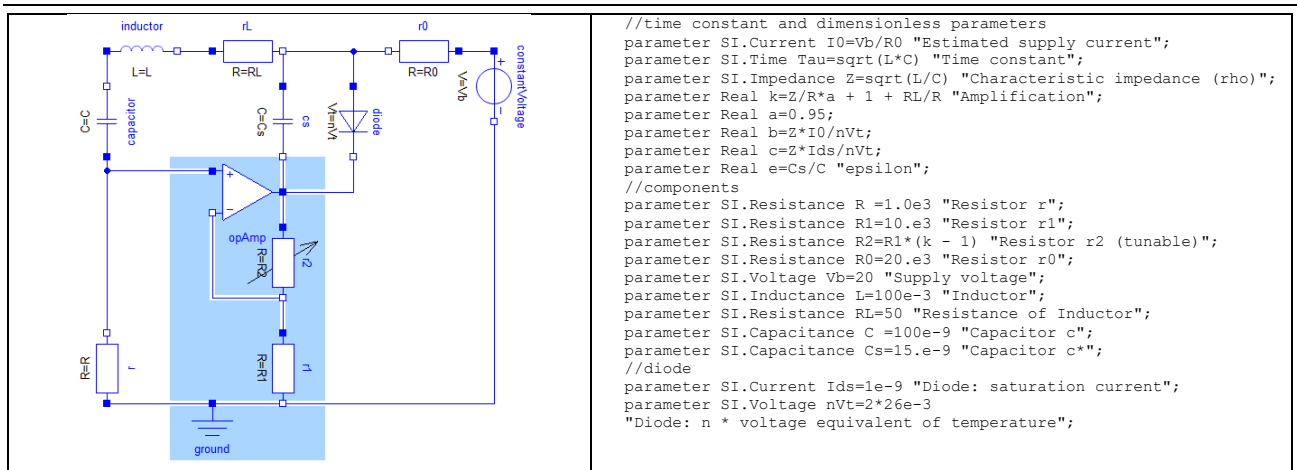 inductor
rL
r0
L=L
R=RL
R=R0
constantVoltage
V=Vb
+
−
C=C
capacitor
C=Cs
cs
Vt=nVt
diode
+
−
opAmp
R=R2
r2
R=R
r
R=R1
r1
ground
//time constant and dimensionless parameters
parameter SI.Current I0=Vb/R0 "Estimated supply current";
parameter SI.Time Tau=sqrt(L*C) "Time constant";
parameter SI.Impedance Z=sqrt(L/C) "Characteristic impedance (rho)";
parameter Real k=Z/R*a + 1 + RL/R "Amplification";
parameter Real a=0.95;
parameter Real b=Z*I0/nVt;
parameter Real c=Z*Ids/nVt;
parameter Real e=Cs/C "epsilon";
//components
parameter SI.Resistance R =1.0e3 "Resistor r";
parameter SI.Resistance R1=10.e3 "Resistor r1";
parameter SI.Resistance R2=R1*(k - 1) "Resistor r2 (tunable)";
parameter SI.Resistance R0=20.e3 "Resistor r0";
parameter SI.Voltage Vb=20 "Supply voltage";
parameter SI.Inductance L=100e-3 "Inductor";
parameter SI.Resistance RL=50 "Resistance of Inductor";
parameter SI.Capacitance C =100e-9 "Capacitor c";
parameter SI.Capacitance Cs=15.e-9 "Capacitor c*";
//diode
parameter SI.Current Ids=1e-9 "Diode: saturation current";
parameter SI.Voltage nVt=2*26e-3
"Diode: n * voltage equivalent of temperature";